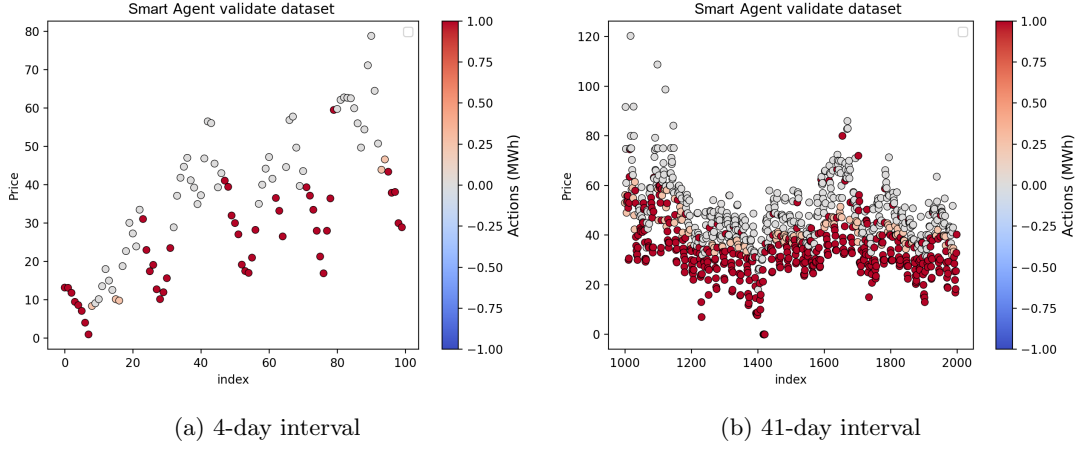 Smart Agent validate dataset
80
70
60
50
40
30
20
10
0
Price
0 20 40 60 80 100
index
1.00
0.75
0.50
0.25
0.00
−0.25
−0.50
−0.75
−1.00
Actions (MWh)
(a) 4-day interval
Smart Agent validate dataset
120
100
80
60
40
20
0
Price
1000 1200 1400 1600 1800 2000
index
1.00
0.75
0.50
0.25
0.00
−0.25
−0.50
−0.75
−1.00
Actions (MWh)
(b) 41-day interval